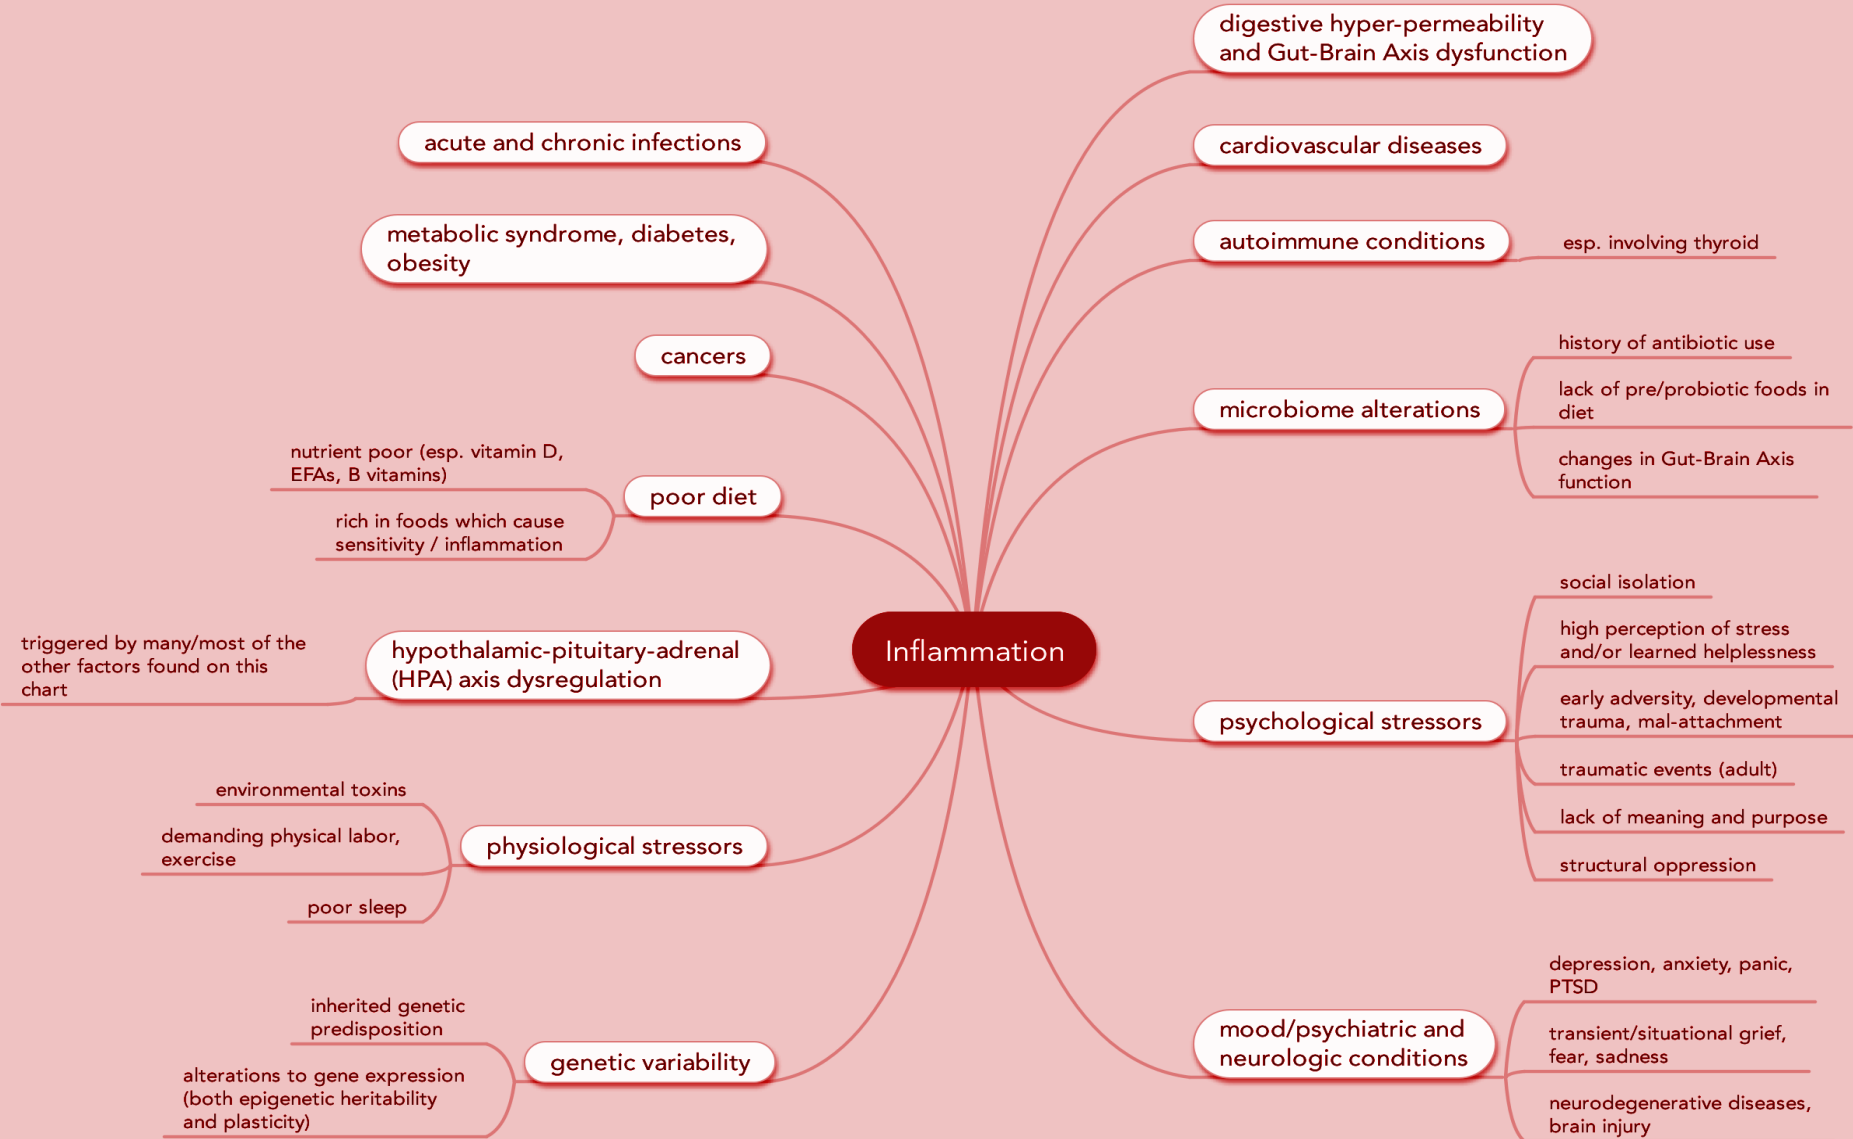 digestive hyper-permeability
and Gut-Brain Axis dysfunction
acute and chronic infections
cardiovascular diseases
metabolic syndrome, diabetes,
obesity
autoimmune conditions
esp. involving thyroid
cancers
microbiome alterations
history of antibiotic use
lack of pre/probiotic foods in
diet
changes in Gut-Brain Axis
function
nutrient poor (esp. vitamin D,
EFAs, B vitamins)
rich in foods which cause
sensitivity / inflammation
poor diet
Inflammation
triggered by many/most of the
other factors found on this
chart
hypothalamic-pituitary-adrenal
(HPA) axis dysregulation
psychological stressors
social isolation
high perception of stress
and/or learned helplessness
early adversity, developmental
trauma, mal-attachment
traumatic events (adult)
lack of meaning and purpose
structural oppression
environmental toxins
demanding physical labor,
exercise
poor sleep
physiological stressors
inherited genetic
predisposition
alterations to gene expression
(both epigenetic heritability
and plasticity)
genetic variability
mood/psychiatric and
neurologic conditions
depression, anxiety, panic,
PTSD
transient/situational grief,
fear, sadness
neurodegenerative diseases,
brain injury